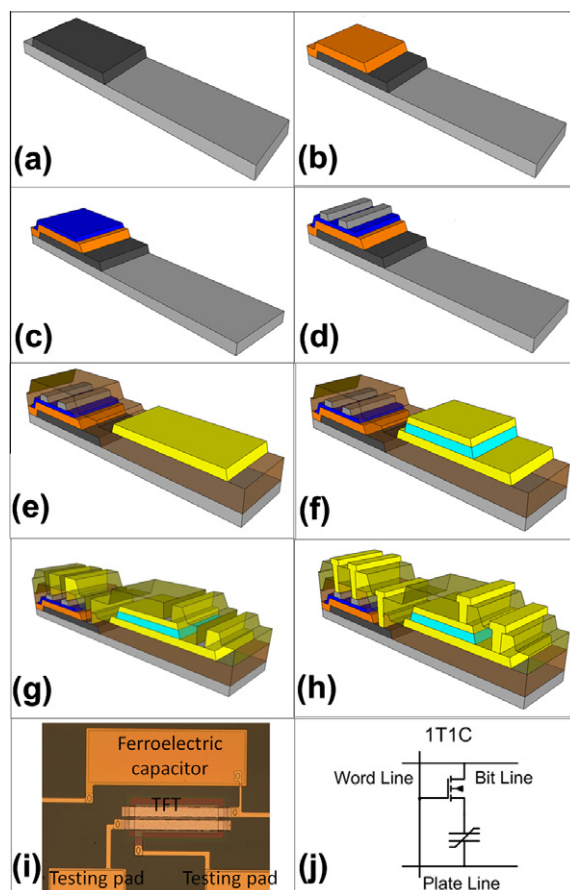 (a)
(b)
(c)
(d)
(e)
(f)
(g)
(h)
Ferroelectric
capacitor
TFT
Testing pad Testing pad
(i)
1T1C
Word Line Bit Line
Plate Line
(j)